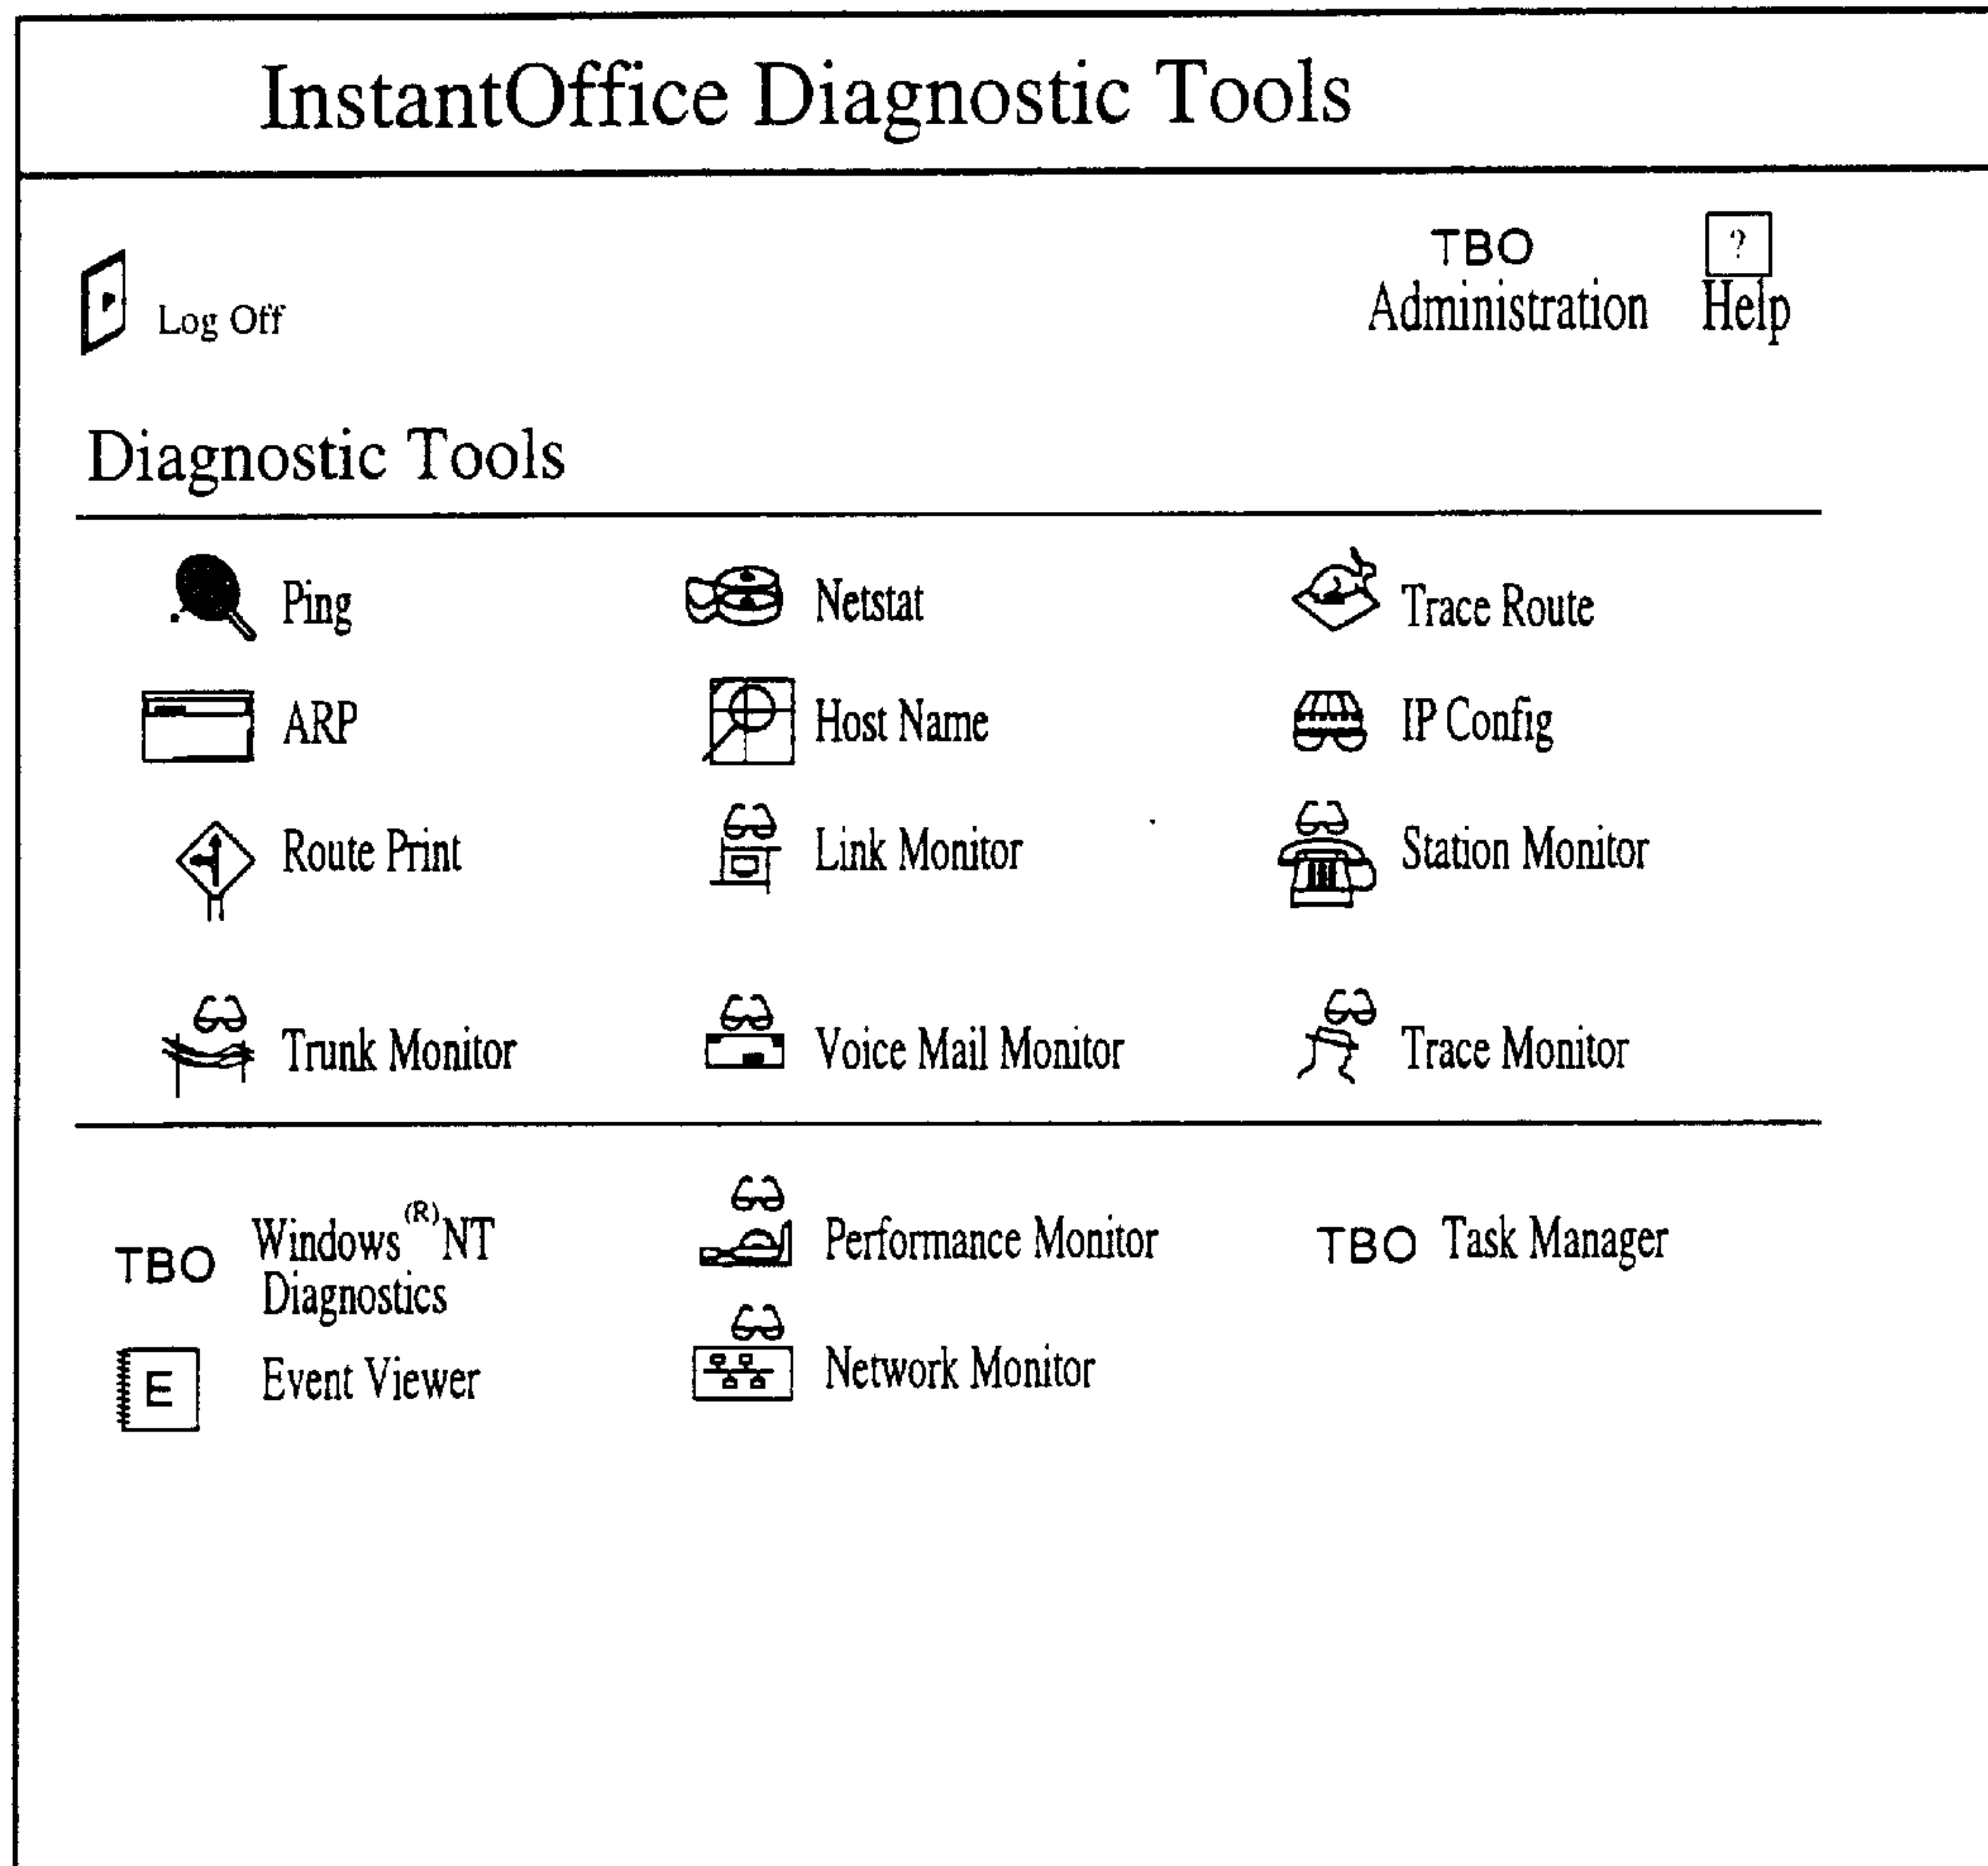 InstantOffice Diagnostic Tools
Log Off
TBO
Administration
?
Help
Diagnostic Tools
Ping
Netstat
Trace Route
ARP
Host Name
IP Config
Route Print
Link Monitor
Station Monitor
Trunk Monitor
Voice Mail Monitor
Trace Monitor
TBO
Windows(R) NT
Diagnostics
Performance Monitor
TBO Task Manager
E
Event Viewer
Network Monitor